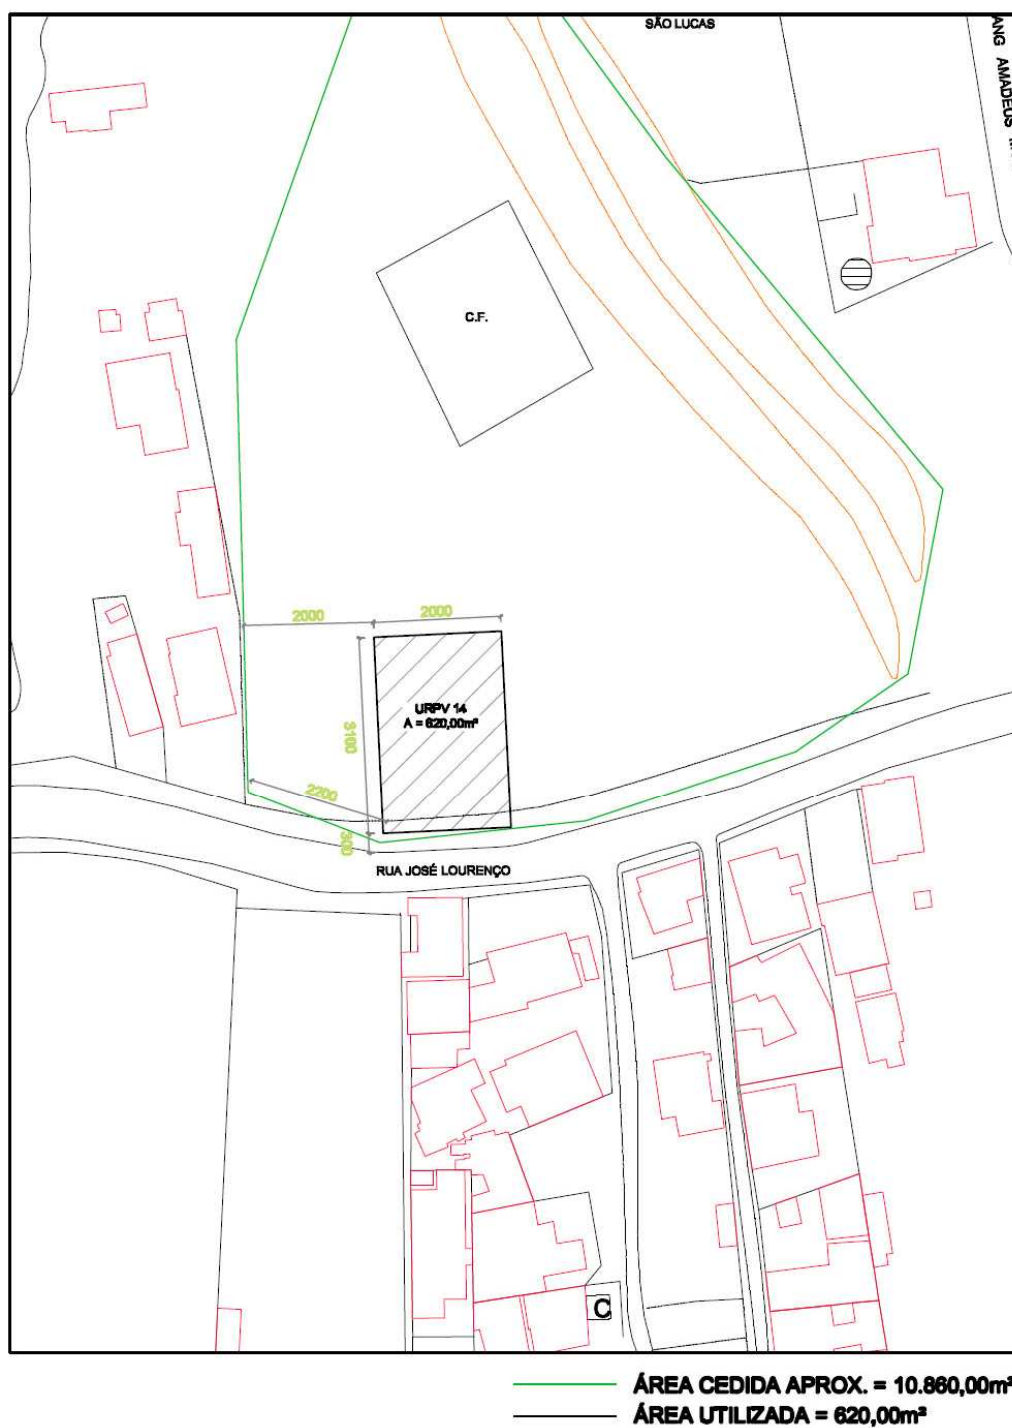 SÃO LUCAS
ANG AMADEUS
C.F.
2000
2000
URPV 14
A = 620,00m²
3100
2200
300
RUA JOSÉ LOURENÇO
C
ÁREA CEDIDA APROX. = 10.860,00m²
ÁREA UTILIZADA = 620,00m²